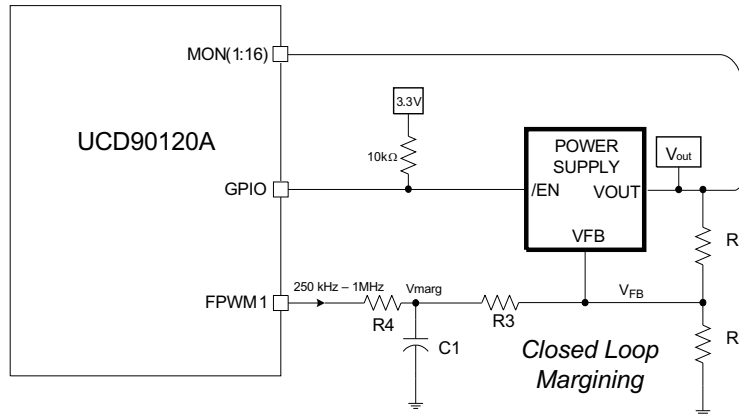 MON(1:16)
3.3V
UCD90120A
10kΩ
POWER
SUPPLY
Vout
GPIO
/EN
VOUT
VFB
R
FPWM1
250 kHz – 1MHz
Vmarg
VFB
R4
R3
C1
R
Closed Loop
Margining